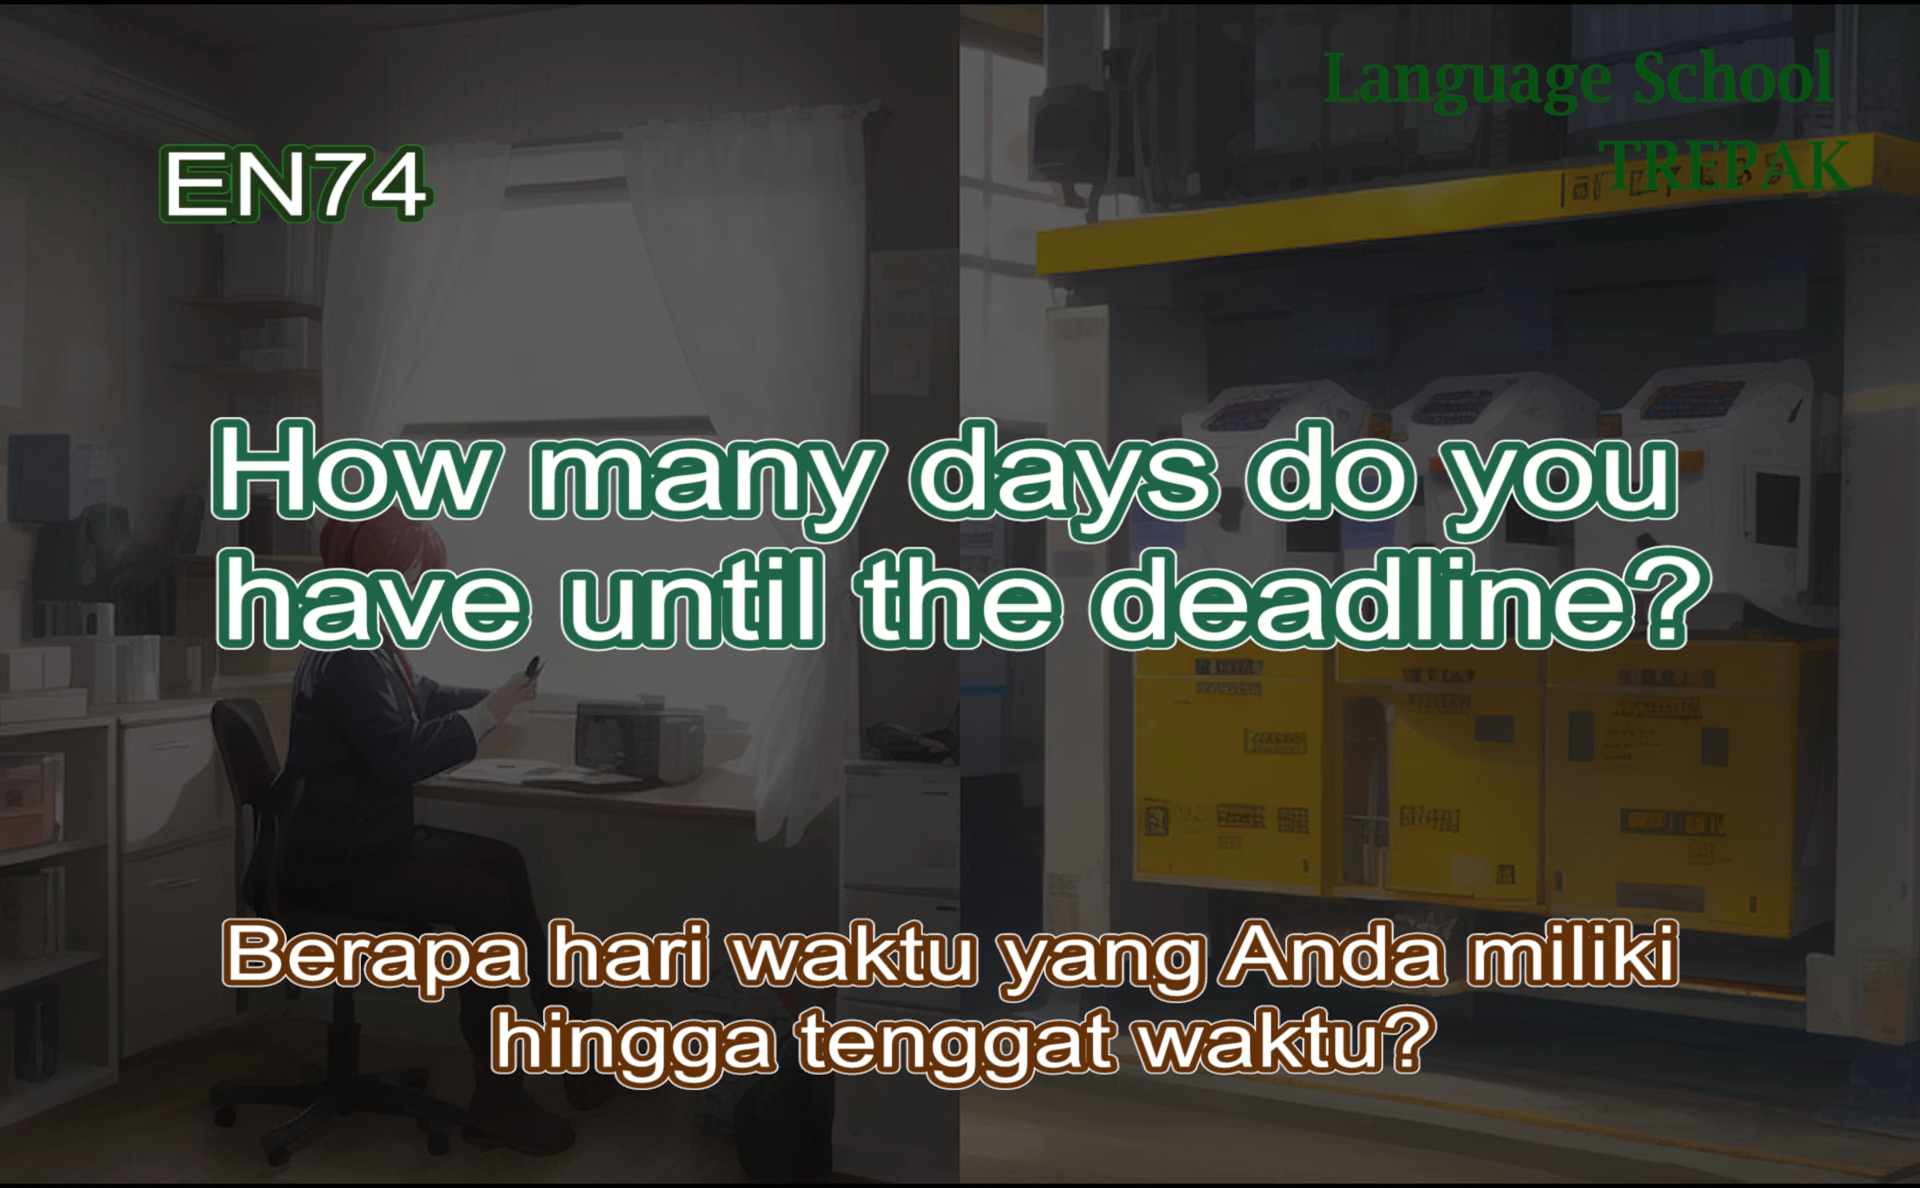 Language School
TREPAK
EN74
How many days do you
have until the deadline?
Berapa hari waktu yang Anda miliki
hingga tenggat waktu?